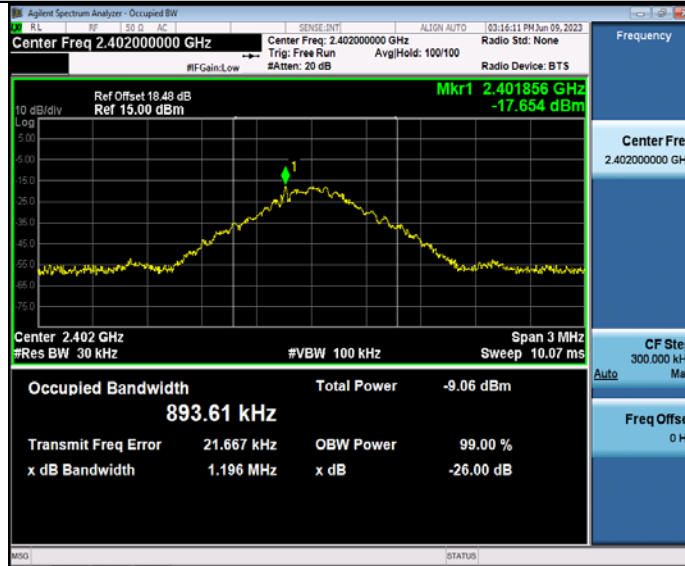 Agilent Spectrum Analyzer - Occupied BW
RL RF 50 Ω AC SENSE:INT ALIGN AUTO 03:16:11 PM Jun 09, 2023
Center Freq 2.402000000 GHz
Center Freq: 2.402000000 GHz
Radio Std: None
Trig: Free Run Avg|Hold: 100/100
#IFGain:Low #Atten: 20 dB Radio Device: BTS
Frequency
Mkr1 2.401856 GHz
-17.654 dBm
Ref Offset 18.48 dB
10 dB/div Ref 15.00 dBm
Log
5.00
-5.00
-15.0
-25.0
-35.0
-45.0
-55.0
-65.0
-75.0
1
Center Fre
2.402000000 GH
Center 2.402 GHz Span 3 MHz
#Res BW 30 kHz #VBW 100 kHz Sweep 10.07 ms
CF Ste
300.000 kH
Auto Ma
Occupied Bandwidth Total Power -9.06 dBm
893.61 kHz
Transmit Freq Error 21.667 kHz OBW Power 99.00 %
x dB Bandwidth 1.196 MHz x dB -26.00 dB
Freq Offse
0 H
MSG STATUS